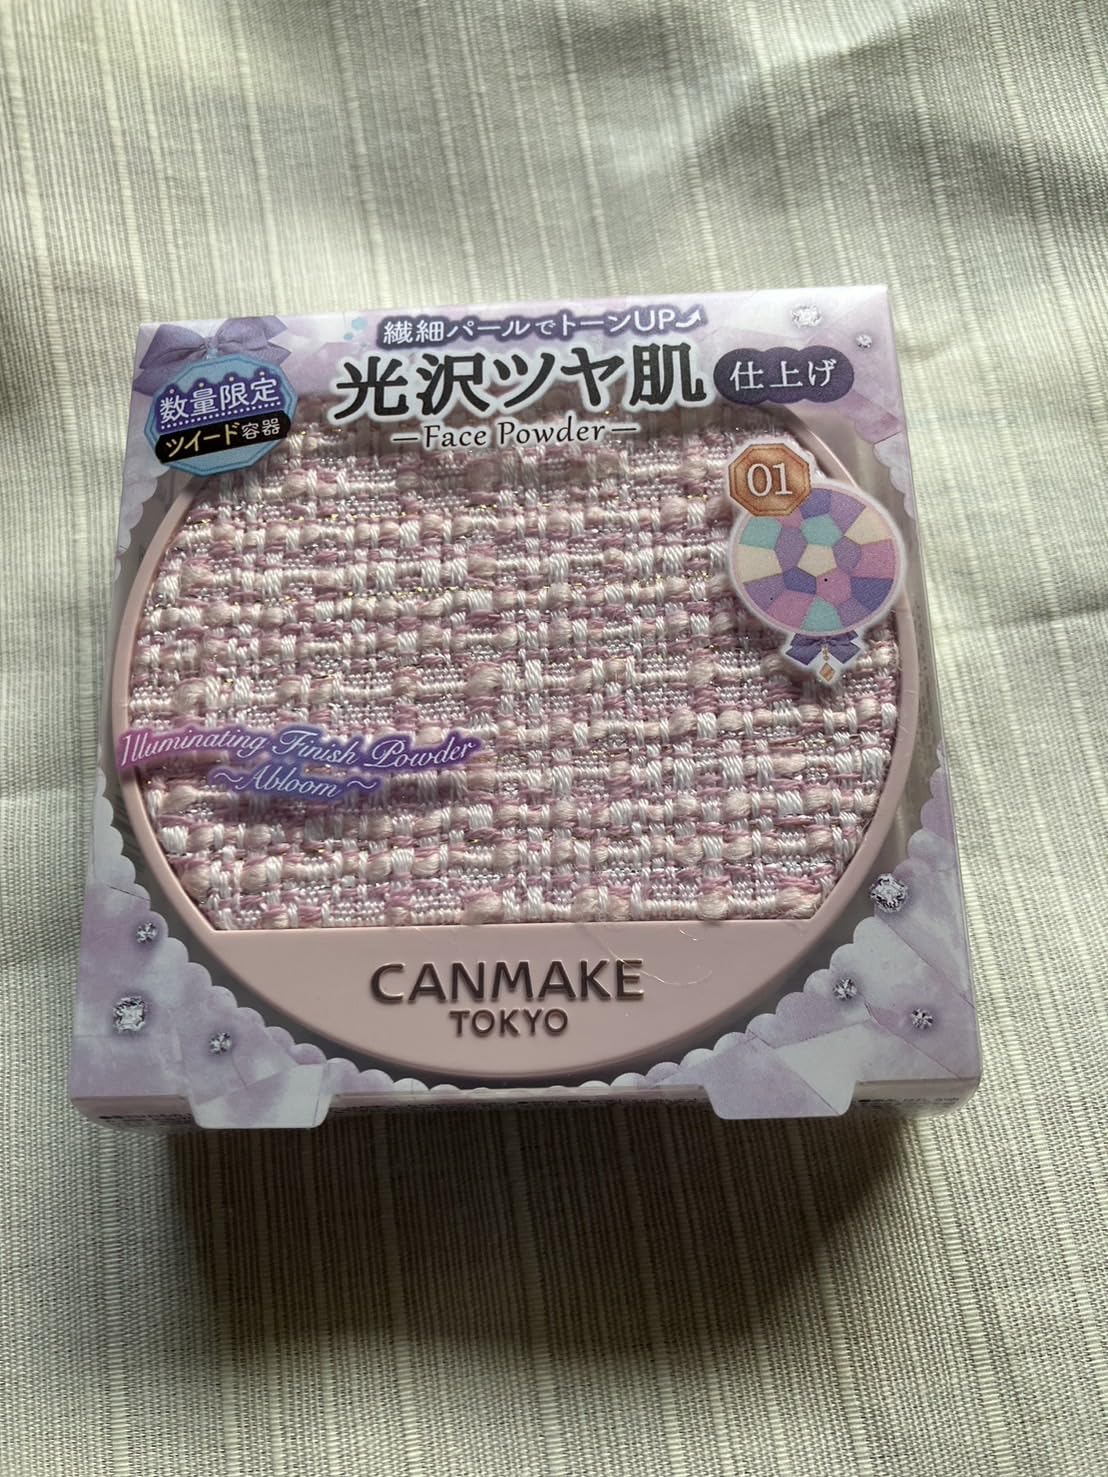 繊細パールでトーンUP
光沢ツヤ肌 仕上げ
-Face Powder-
数量限定
ツイード容器
01
Illuminating Finish Powder
～Abloom～
CANMAKE
TOKYO